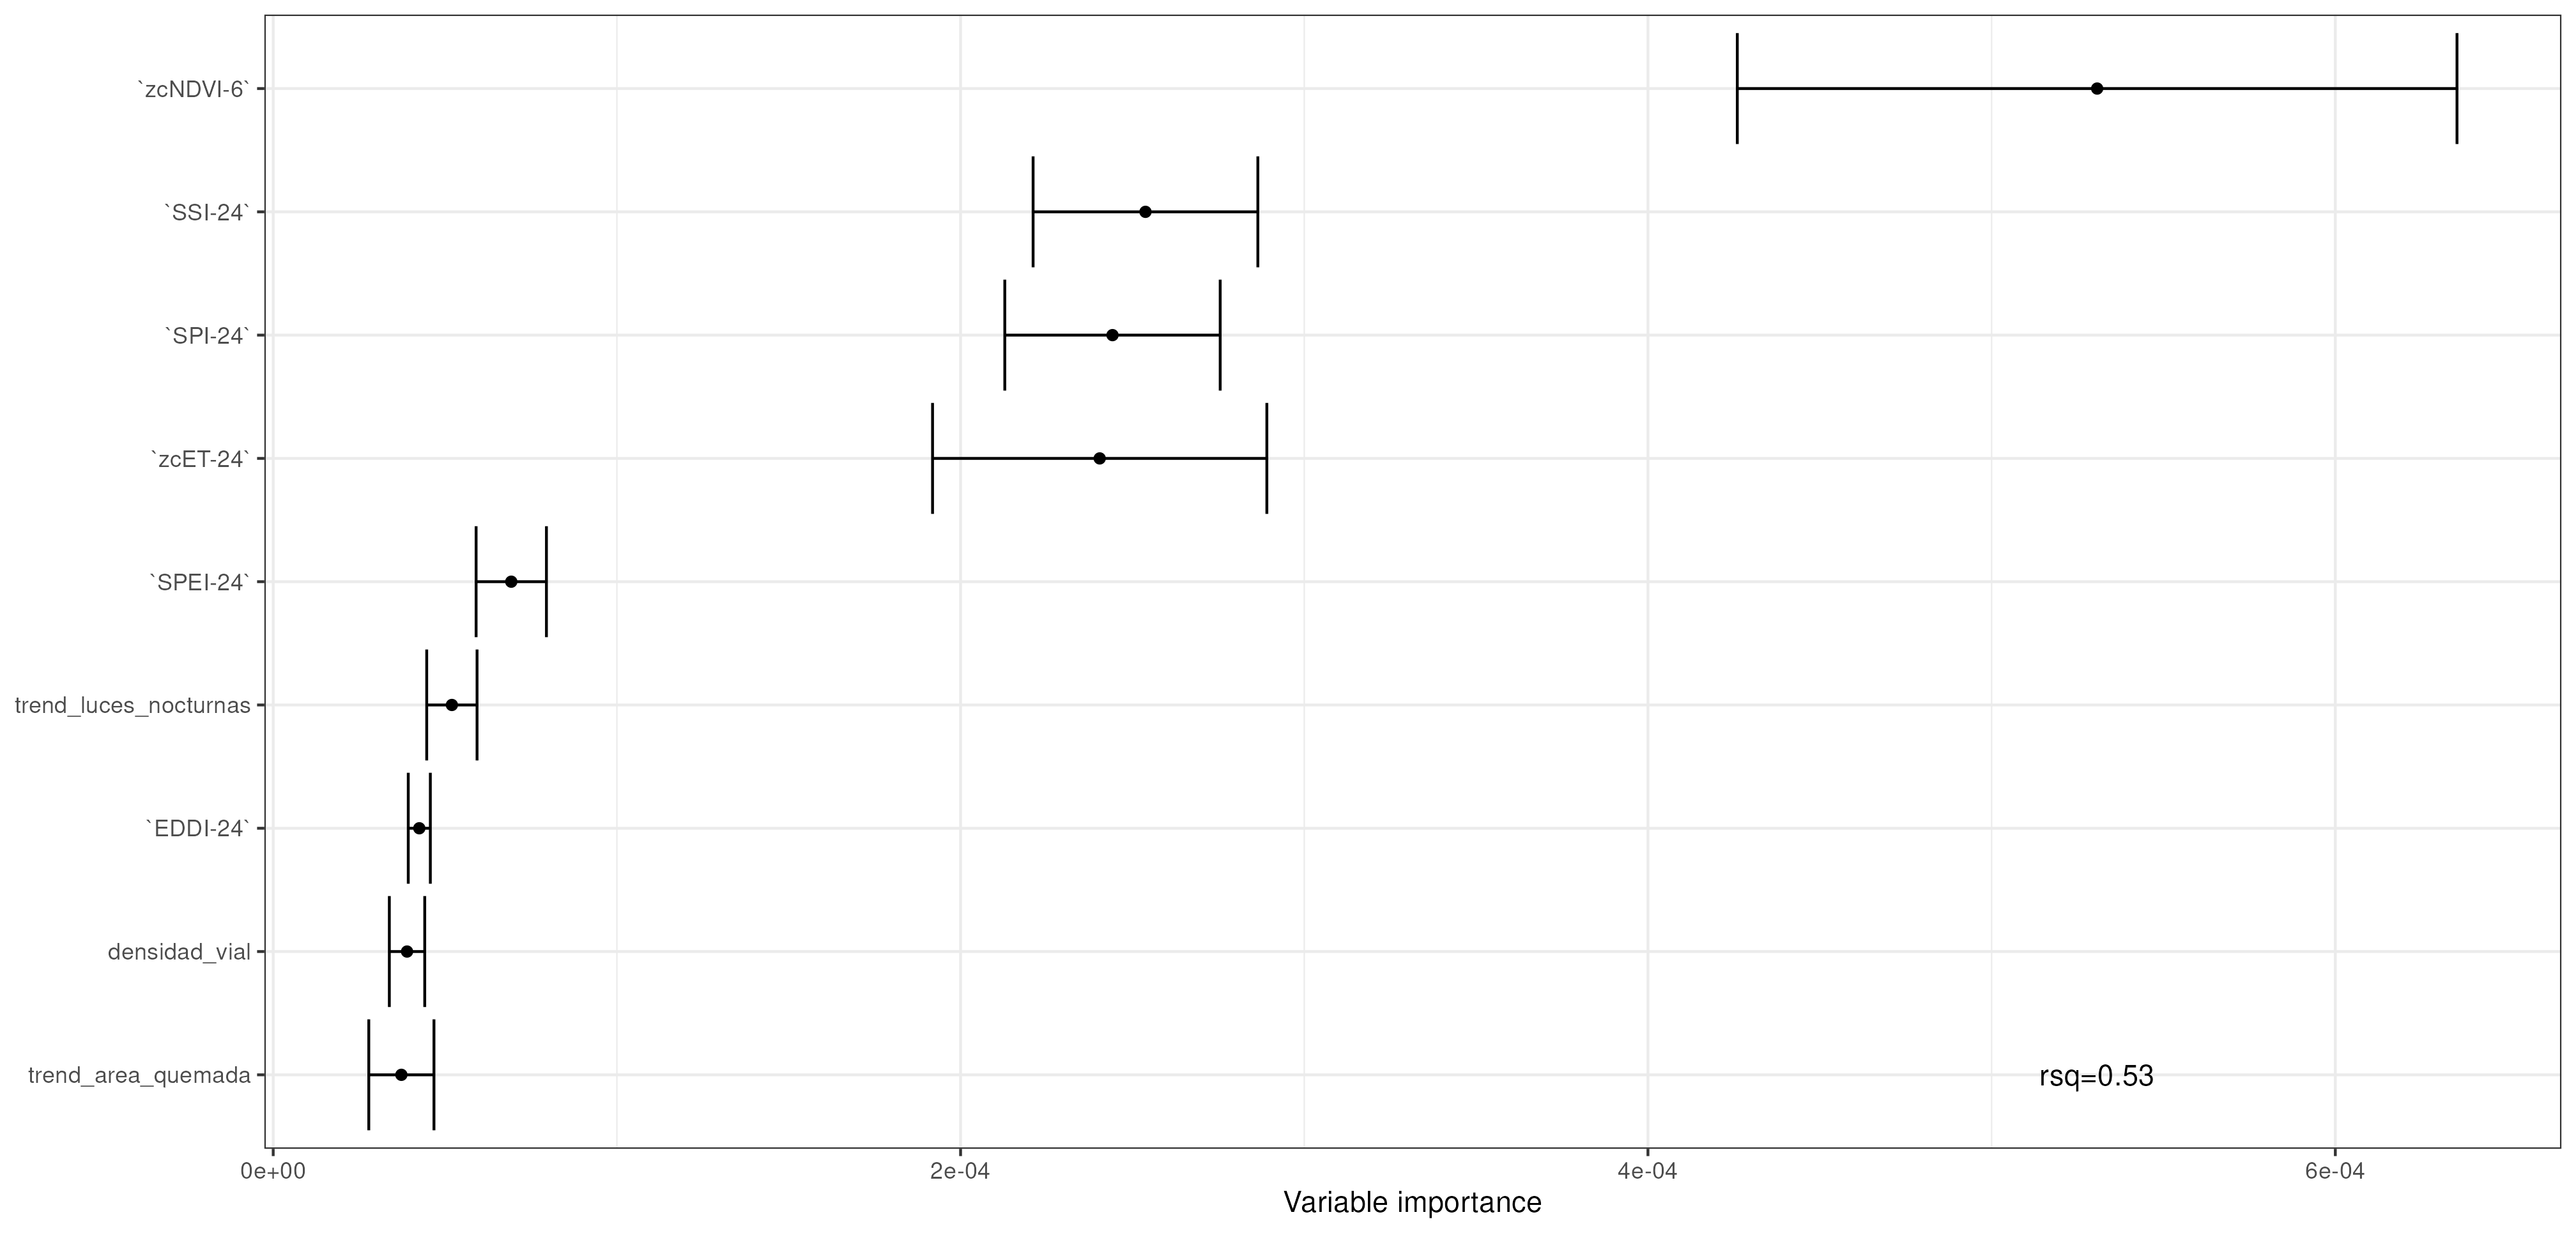 `zcNDVI-6`
`SSI-24`
`SPI-24`
`zcET-24`
`SPEI-24`
trend_luces_nocturnas
`EDDI-24`
densidad_vial
trend_area_quemada
rsq=0.53
0e+00 2e-04 4e-04 6e-04
Variable importance